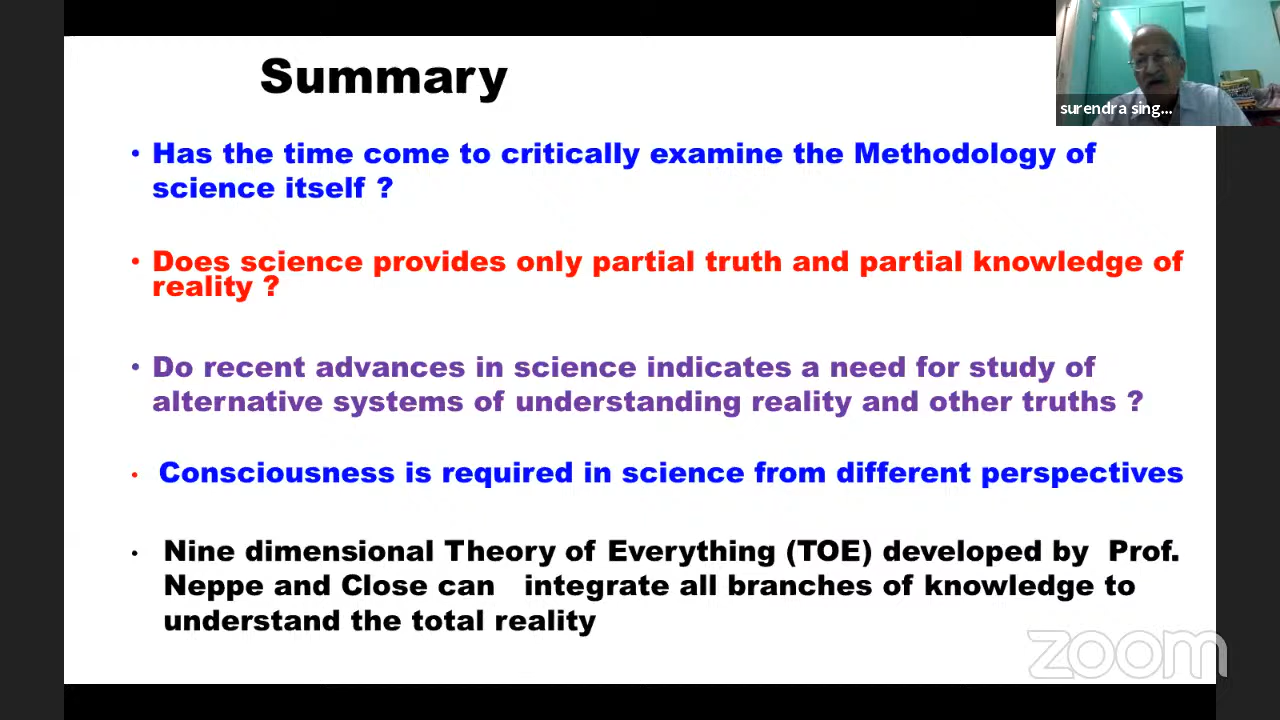 Summary
surendra sing...
• Has the time come to critically examine the Methodology of
science itself ?
• Does science provides only partial truth and partial knowledge of
reality ?
• Do recent advances in science indicates a need for study of
alternative systems of understanding reality and other truths ?
• Consciousness is required in science from different perspectives
• Nine dimensional Theory of Everything (TOE) developed by Prof.
Neppe and Close can integrate all branches of knowledge to
understand the total reality
zoom